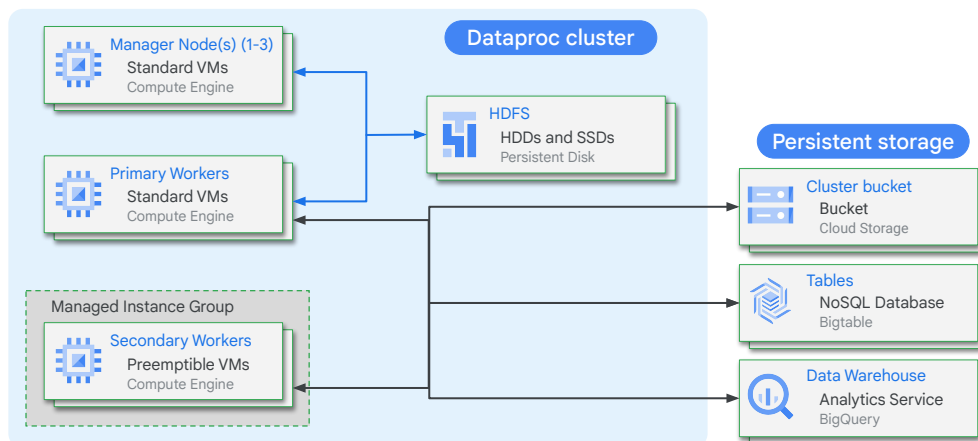 Dataproc cluster
Manager Node(s) (1-3)
Standard VMs
Compute Engine
HDFS
HDDs and SSDs
Persistent Disk
Primary Workers
Standard VMs
Compute Engine
Managed Instance Group
Secondary Workers
Preemptible VMs
Compute Engine
Persistent storage
Cluster bucket
Bucket
Cloud Storage
Tables
NoSQL Database
Bigtable
Data Warehouse
Analytics Service
BigQuery